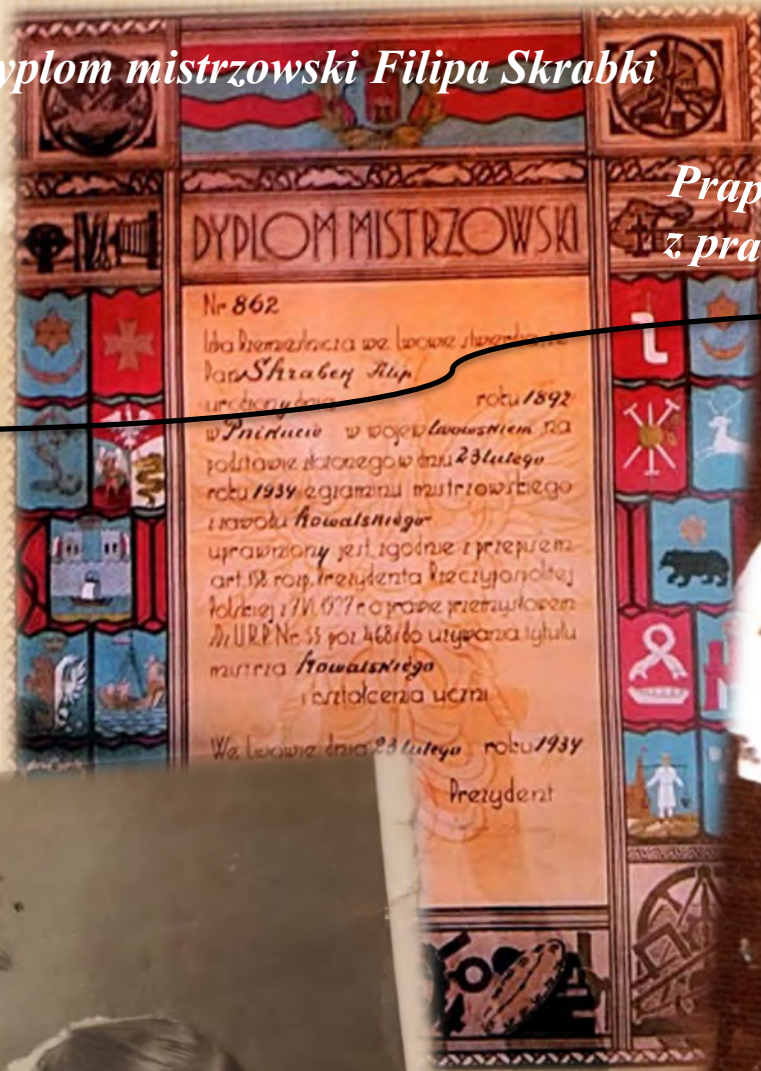 yplom mistrzowski Filipa Skrabki
Prap
z pra
DYPLOM MISTRZOWSKI
Nr 862
Izba Rzemieślnicza we Lwowie stwierdza, że
Pan Skrabek Filip
urodzony dnia roku 1892
w Pnikucie w wojew. lwowskiem na
podstawie złożonego w dniu 23 lutego
roku 1934 egzaminu mistrzowskiego
z zawodu kowalskiego
uprawniony jest zgodnie z przepisem
art. 158 rozp. Prezydenta Rzeczypospolitej
Polskiej z 7 VI 1927 r. o prawie przemysłowem
Dz. U.R.P. Nr. 53 poz. 468 do używania tytułu
mistrza kowalskiego
i kształcenia uczni
We Lwowie dnia 23 lutego roku 1934
Prezydent